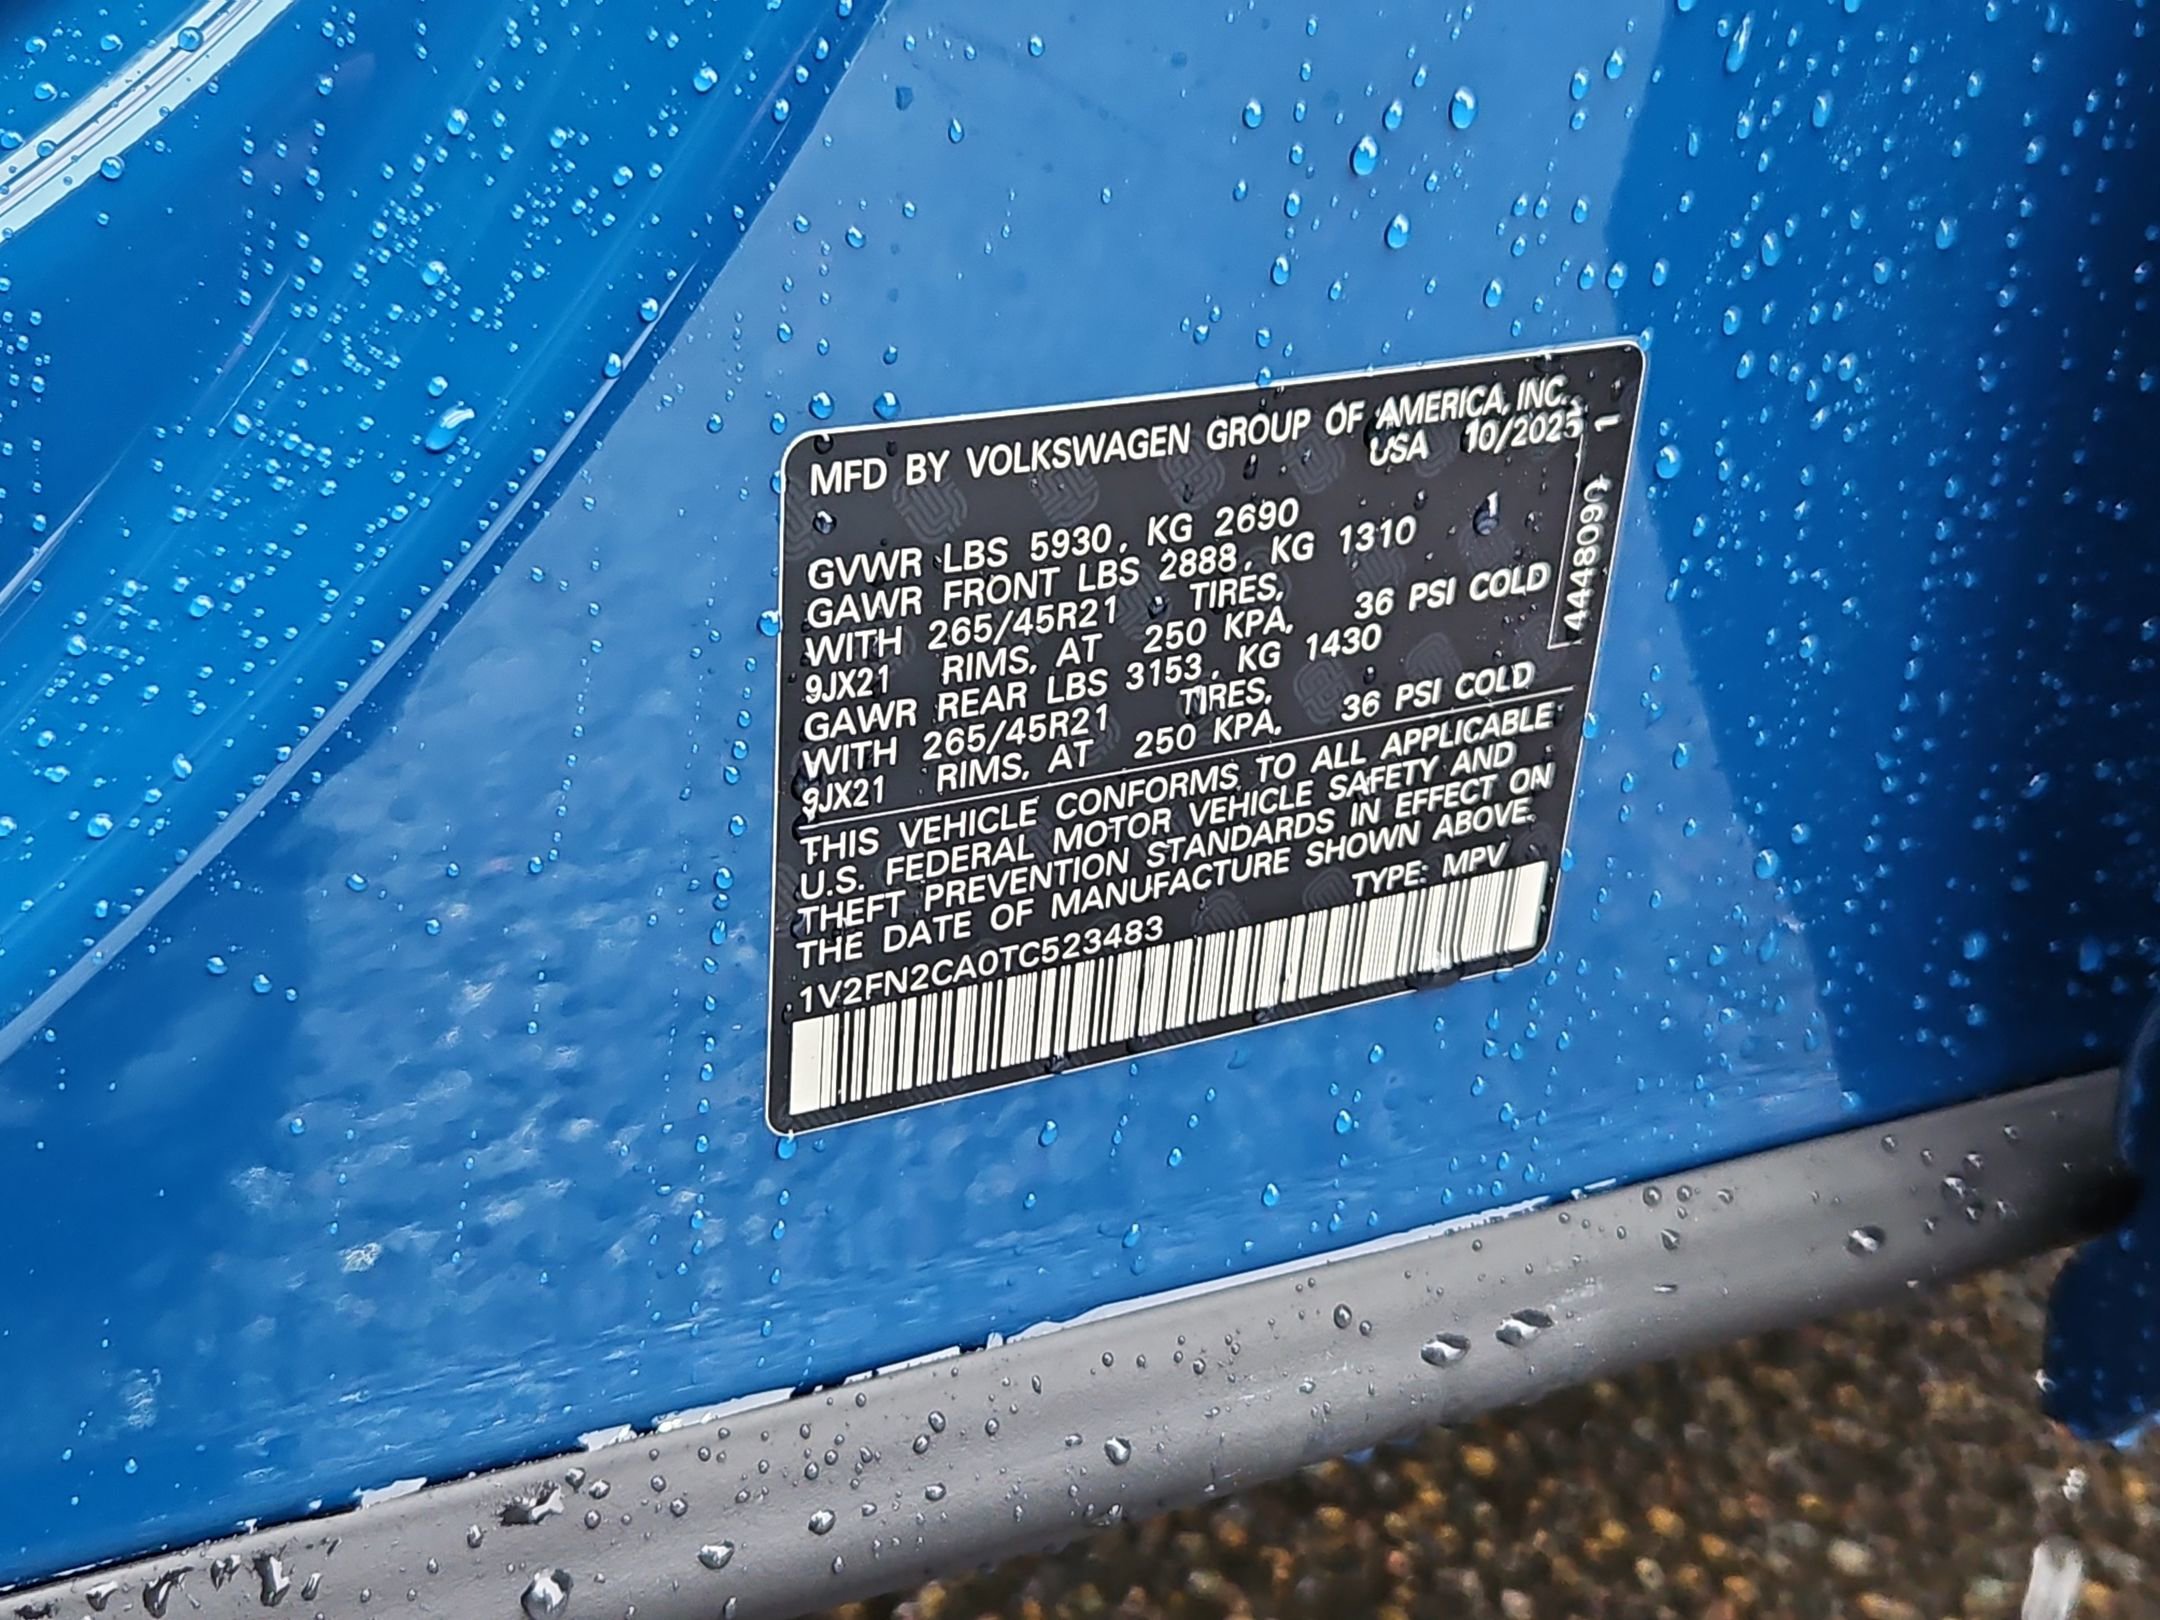 MFD BY VOLKSWAGEN GROUP OF AMERICA, INC.
USA 10/2025
GVWR LBS 5930, KG 2690
GAWR FRONT LBS 2888, KG 1310
WITH 265/45R21 TIRES,
9JX21 RIMS, AT 250 KPA, 36 PSI COLD
GAWR REAR LBS 3153, KG 1430
WITH 265/45R21 TIRES,
9JX21 RIMS, AT 250 KPA, 36 PSI COLD
THIS VEHICLE CONFORMS TO ALL APPLICABLE
U.S. FEDERAL MOTOR VEHICLE SAFETY AND
THEFT PREVENTION STANDARDS IN EFFECT ON
THE DATE OF MANUFACTURE SHOWN ABOVE.
1V2FN2CA0TC523483 TYPE: MPV
1